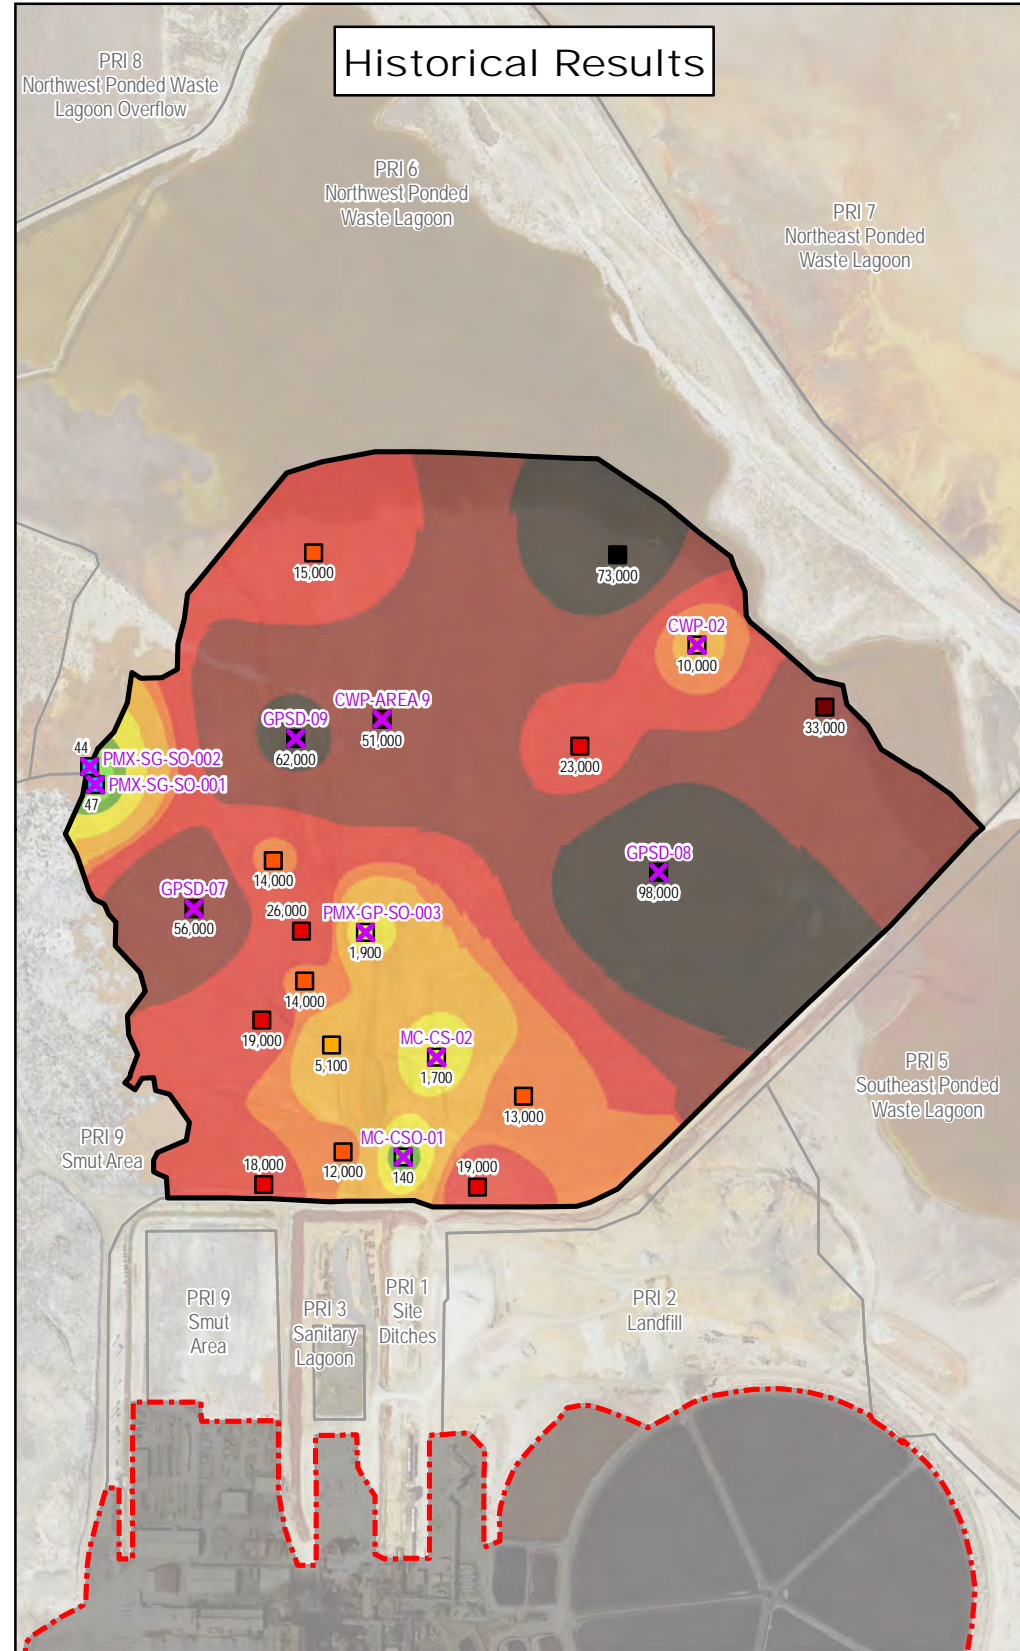 Historical Results
PRI 8
Northwest Ponded Waste
Lagoon Overflow
PRI 6
Northwest Ponded
Waste Lagoon
PRI 7
Northeast Ponded
Waste Lagoon
15,000
73,000
CWP-02
10,000
CWP-AREA 9
51,000
GPSD-09
62,000
33,000
23,000
44
PMX-SG-SO-002
PMX-SG-SO-001
47
14,000
GPSD-08
98,000
GPSD-07
56,000
26,000
PMX-GP-SO-003
1,900
14,000
19,000
5,100
MC-CS-02
1,700
13,000
PRI 5
Southeast Ponded
Waste Lagoon
PRI 9
Smut Area
12,000
MC-CSO-01
140
18,000
19,000
PRI 9
Smut
Area
PRI 3
Sanitary
Lagoon
PRI 1
Site
Ditches
PRI 2
Landfill